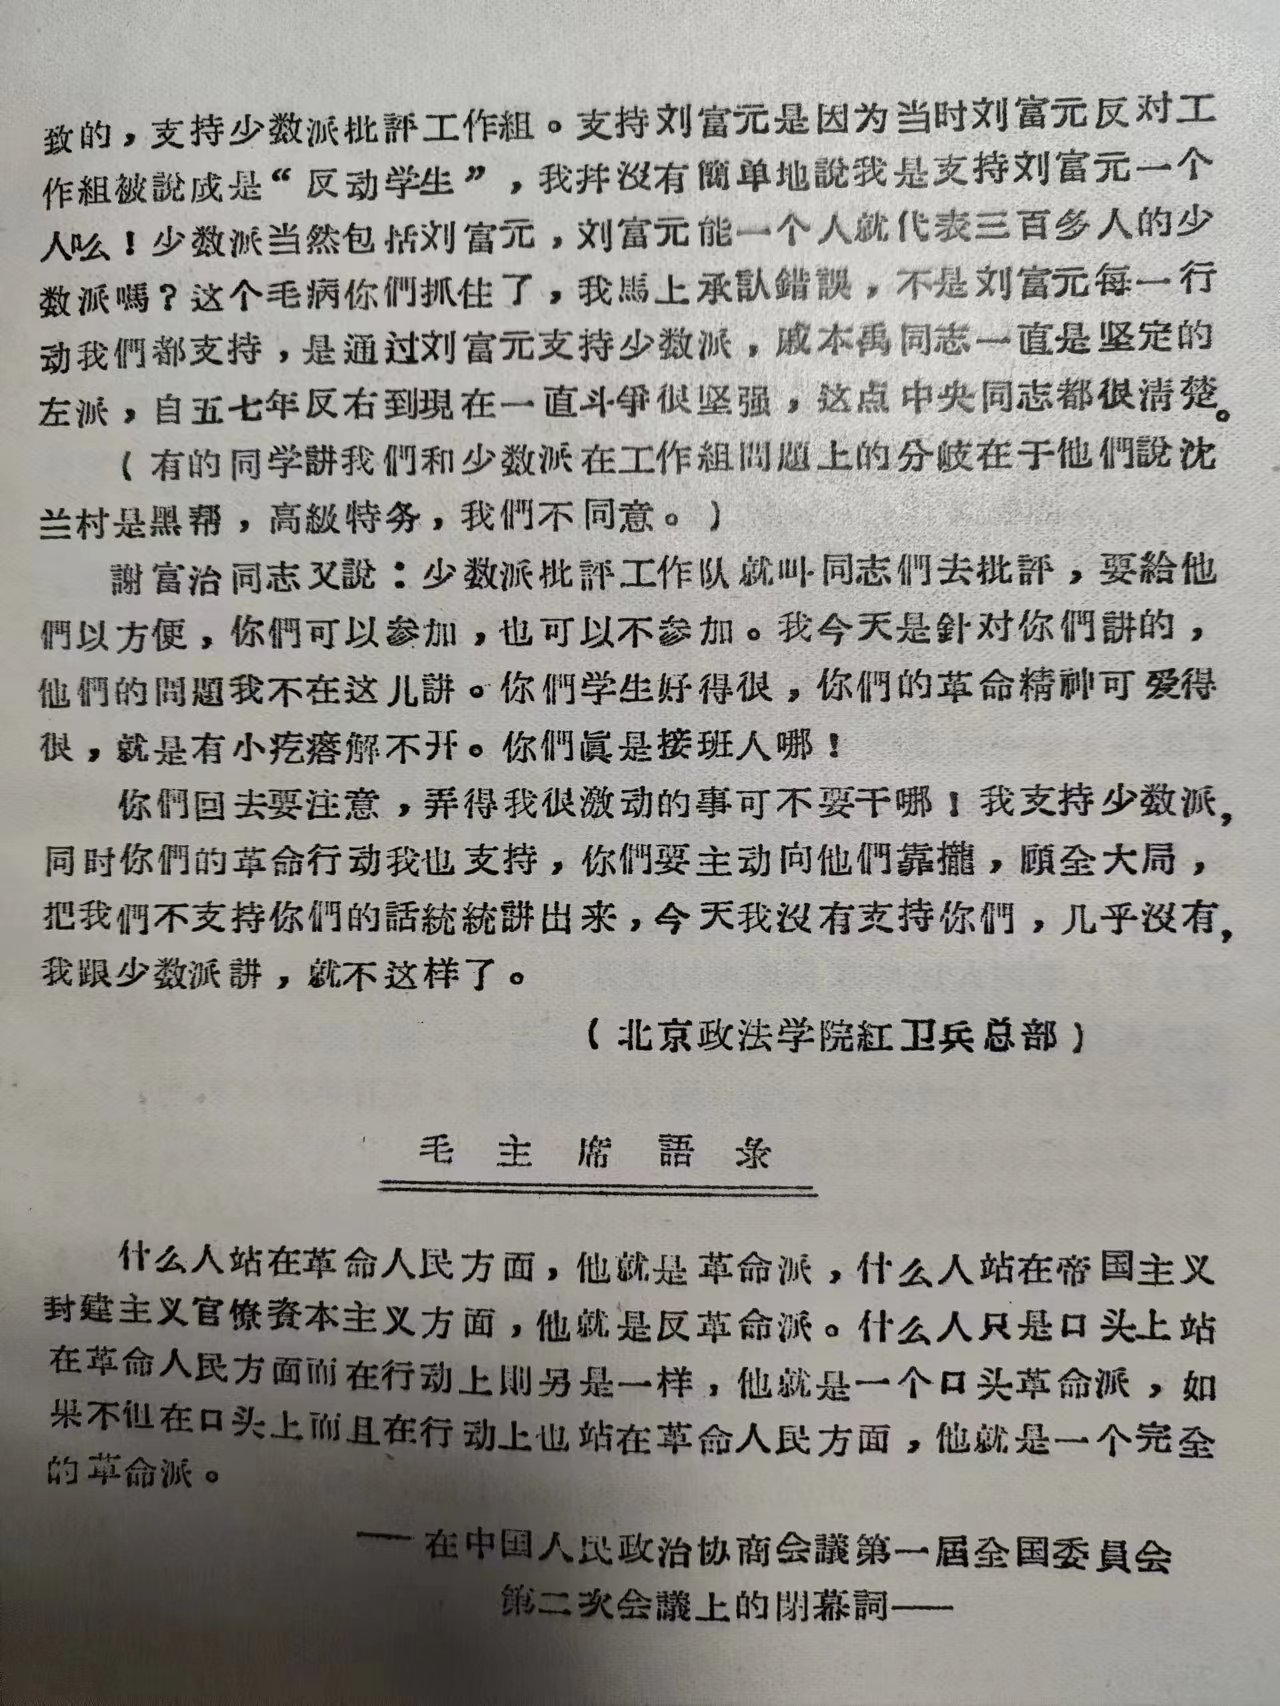 致的，支持少数派批評工作組。支持刘富元是因为当时刘富元反对工
作組被說成是“反动学生”，我幷沒有簡单地說我是支持刘富元一个
人么！少数派当然包括刘富元，刘富元能一个人就代表三百多人的少
数派嗎？这个毛病你們抓住了，我馬上承认錯誤，不是刘富元每一行
动我們都支持，是通过刘富元支持少数派，戚本禹同志一直是坚定的
左派，自五七年反右到現在一直斗爭很坚强，这点中央同志都很清楚。
（有的同学講我們和少数派在工作組問題上的分岐在于他們說沈
兰村是黑帮，高級特务，我們不同意。）
謝富治同志又說：少数派批評工作队就叫同志們去批評，要給他
們以方便，你們可以参加，也可以不参加。我今天是針对你們講的，
他們的問題我不在这儿講。你們学生好得很，你們的革命精神可爱得
很，就是有小疙瘩解不开。你們眞是接班人哪！
你們回去要注意，弄得我很激动的事可不要干哪！我支持少数派，
同时你們的革命行动我也支持，你們要主动向他們靠攏，顧全大局，
把我們不支持你們的話統統講出来，今天我沒有支持你們，几乎沒有，
我跟少数派講，就不这样了。
（北京政法学院紅卫兵总部）
毛主席語彔
什么人站在革命人民方面，他就是革命派，什么人站在帝国主义
封建主义官僚資本主义方面，他就是反革命派。什么人只是口头上站
在革命人民方面而在行动上則另是一样，他就是一个口头革命派，如
果不但在口头上而且在行动上也站在革命人民方面，他就是一个完全
的革命派。
——在中国人民政治协商会議第一届全国委員会
第二次会議上的閉幕詞——